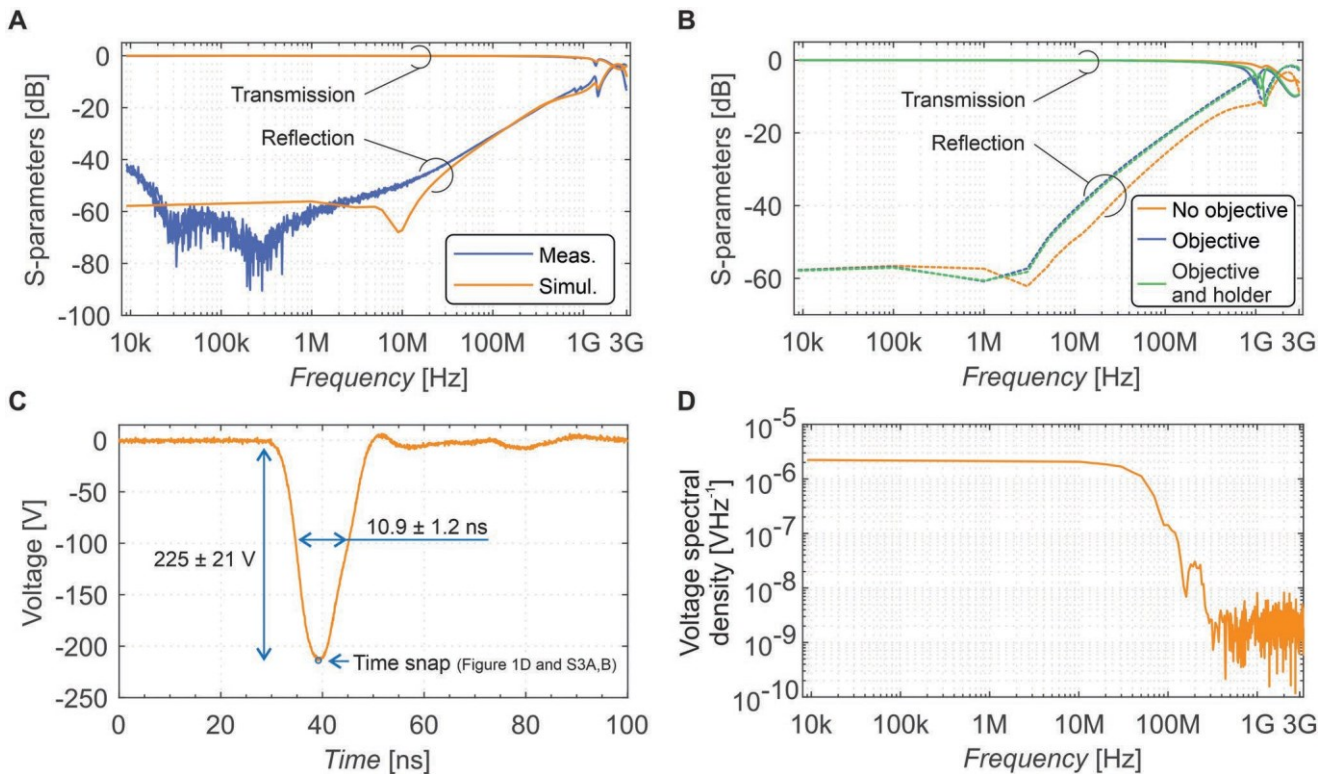 A
S-parameters [dB]
0
-20
-40
-60
-80
-100
Transmission
Reflection
Meas.
Simul.
10k 100k 1M 10M 100M 1G 3G
Frequency [Hz]
B
S-parameters [dB]
0
-20
-40
-60
Transmission
Reflection
No objective
Objective
Objective
and holder
10k 100k 1M 10M 100M 1G 3G
Frequency [Hz]
C
Voltage [V]
0
-50
-100
-150
-200
-250
225 ± 21 V
10.9 ± 1.2 ns
Time snap (Figure 1D and S3A,B)
0 20 40 60 80 100
Time [ns]
D
Voltage spectral
density [VHz⁻¹]
10⁻⁵
10⁻⁶
10⁻⁷
10⁻⁸
10⁻⁹
10⁻¹⁰
10k 100k 1M 10M 100M 1G 3G
Frequency [Hz]